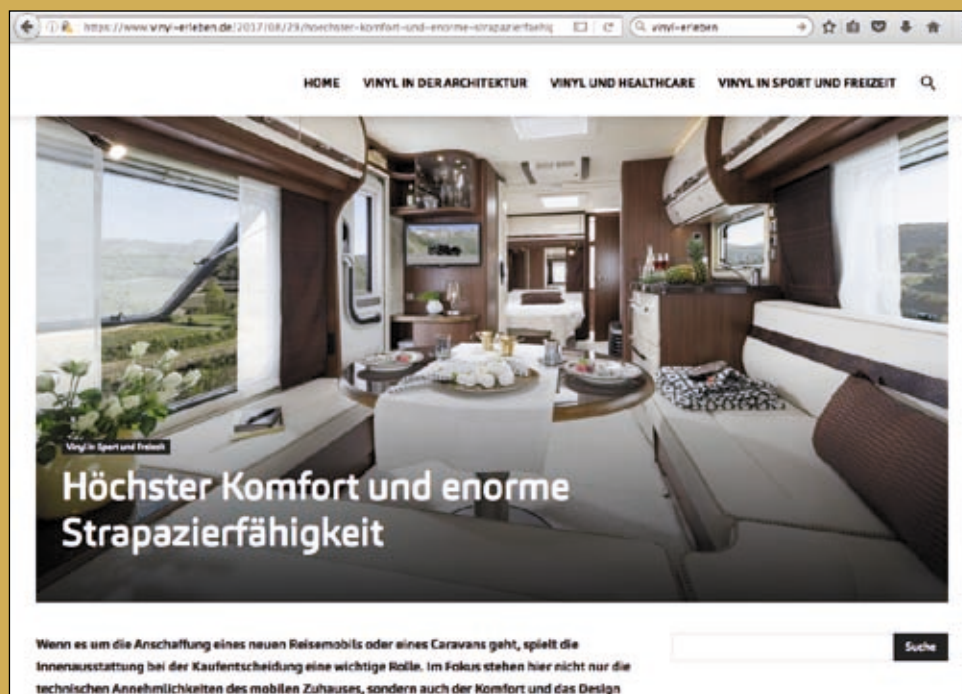 https://www.vinyl-erleben.de/2017/08/29/hoechster-komfort-und-enorme-strapazierfaehig
vinyl-erleben
HOME VINYL IN DER ARCHITEKTUR VINYL UND HEALTHCARE VINYL IN SPORT UND FREIZEIT
Vinyl in Sport und Freizeit
Höchster Komfort und enorme
Strapazierfähigkeit
Wenn es um die Anschaffung eines neuen Reisemobils oder eines Caravans geht, spielt die
Suche
Innenausstattung bei der Kaufentscheidung eine wichtige Rolle. Im Fokus stehen hier nicht nur die
technischen Annehmlichkeiten des mobilen Zuhauses, sondern auch der Komfort und das Design